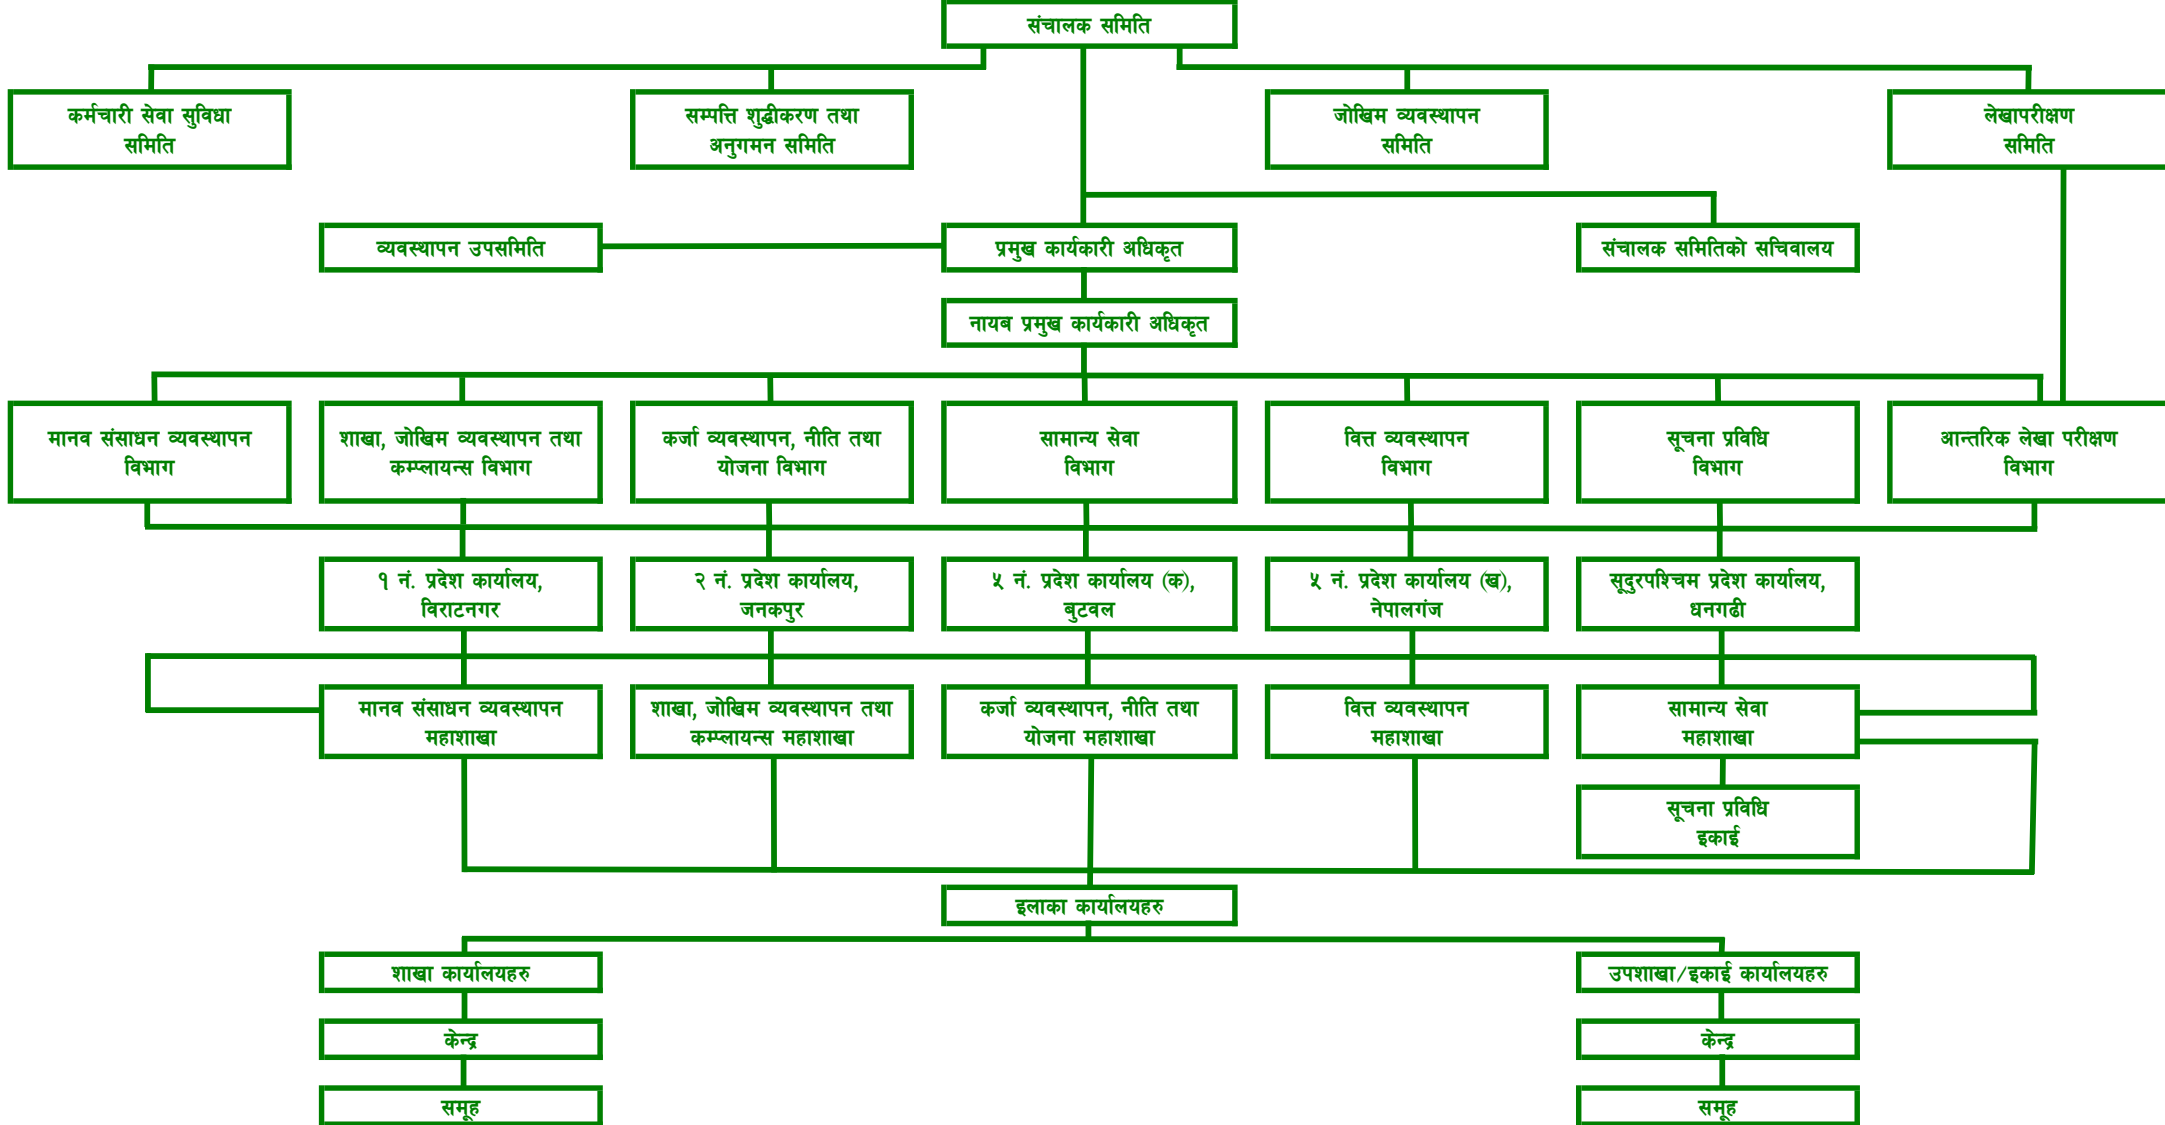 संचालक समिति
कर्मचारी सेवा सुविधा
समिति
सम्पत्ति शुद्धीकरण तथा
अनुगमन समिति
जोखिम व्यवस्थापन
समिति
लेखापरीक्षण
समिति
व्यवस्थापन उपसमिति
प्रमुख कार्यकारी अधिकृत
संचालक समितिको सचिवालय
नायब प्रमुख कार्यकारी अधिकृत
मानव संसाधन व्यवस्थापन
विभाग
शाखा, जोखिम व्यवस्थापन तथा
कम्प्लायन्स विभाग
कर्जा व्यवस्थापन, नीति तथा
योजना विभाग
सामान्य सेवा
विभाग
वित्त व्यवस्थापन
विभाग
सूचना प्रविधि
विभाग
आन्तरिक लेखा परीक्षण
विभाग
१ नं. प्रदेश कार्यालय,
विराटनगर
२ नं. प्रदेश कार्यालय,
जनकपुर
५ नं. प्रदेश कार्यालय (क),
बुटवल
५ नं. प्रदेश कार्यालय (ख),
नेपालगंज
सूदुरपश्चिम प्रदेश कार्यालय,
धनगढी
मानव संसाधन व्यवस्थापन
महाशाखा
शाखा, जोखिम व्यवस्थापन तथा
कम्प्लायन्स महाशाखा
कर्जा व्यवस्थापन, नीति तथा
योजना महाशाखा
वित्त व्यवस्थापन
महाशाखा
सामान्य सेवा
महाशाखा
सूचना प्रविधि
इकाई
इलाका कार्यालयहरु
शाखा कार्यालयहरु
उपशाखा/इकाई कार्यालयहरु
केन्द्र
केन्द्र
समूह
समूह